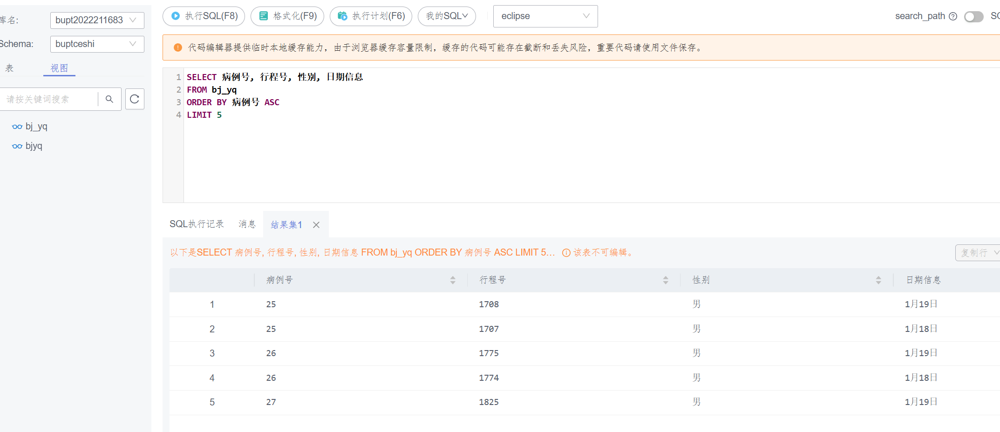 库名:
bupt2022211683
Schema:
buptceshi
表 视图
请按关键词搜索
bj_yq
bjyq
执行SQL(F8) 格式化(F9) 执行计划(F6) 我的SQL eclipse search_path
代码编辑器提供临时本地缓存能力，由于浏览器缓存容量限制，缓存的代码可能存在截断和丢失风险，重要代码请使用文件保存。
1 SELECT 病例号, 行程号, 性别, 日期信息
2 FROM bj_yq
3 ORDER BY 病例号 ASC
4 LIMIT 5
SQL执行记录 消息 结果集1
以下是SELECT 病例号, 行程号, 性别, 日期信息 FROM bj_yq ORDER BY 病例号 ASC LIMIT 5... 该表不可编辑。 复制行
病例号 行程号 性别 日期信息
1 25 1708 男 1月19日
2 25 1707 男 1月18日
3 26 1775 男 1月19日
4 26 1774 男 1月18日
5 27 1825 男 1月19日